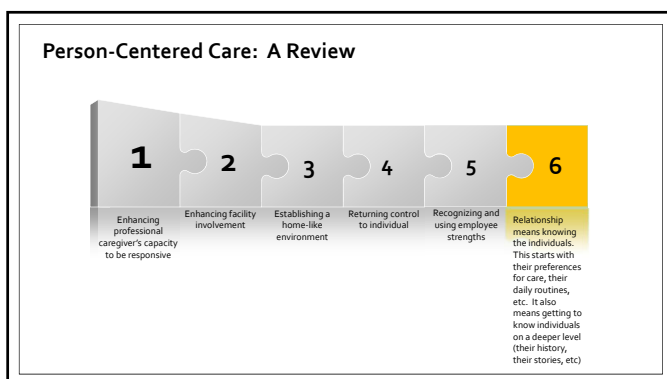 Person-Centered Care:  A Review
1
2
3
4
5
6
Enhancing
professional
caregiver's capacity
to be responsive
Enhancing facility
involvement
Establishing a
home-like
environment
Returning control
to individual
Recognizing and
using employee
strengths
Relationship
means knowing
the individuals.
This starts with
their preferences
for care, their
daily routines,
etc.  It also
means getting to
know individuals
on a deeper level
(their history,
their stories, etc)